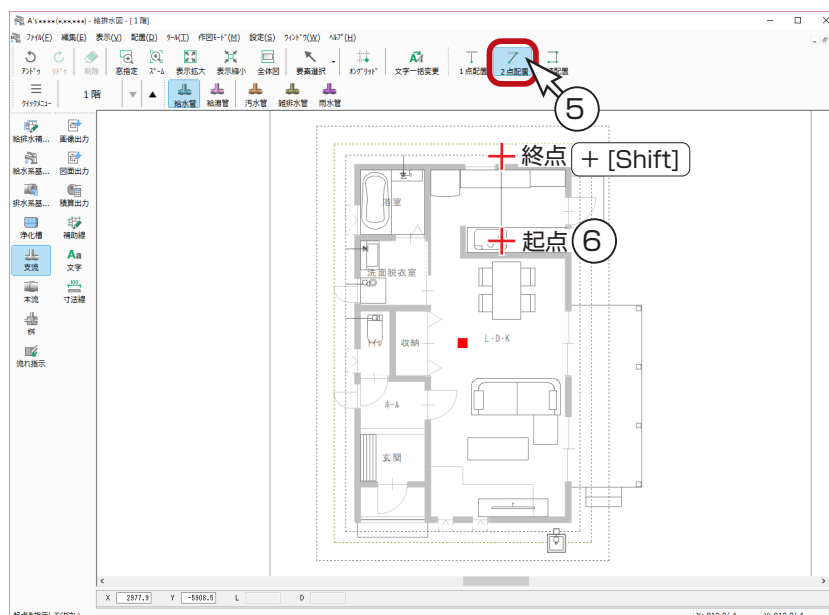 A's****(*,**,***) - 給排水図 - [1 階]
ﾌｧｲﾙ(F) 編集(E) 表示(V) 配置(D) ﾂｰﾙ(T) 作図ﾓｰﾄﾞ(M) 設定(S) ｳｨﾝﾄﾞｳ(W) ﾍﾙﾌﾟ(H)
ｱﾝﾄﾞｩ ﾘﾄﾞｩ 削除 窓指定 ｽﾞｰﾑ 表示拡大 表示縮小 全体図 要素選択 ｵﾝｸﾞﾘｯﾄﾞ 文字一括変更 1点配置 2点配置
ｸｲｯｸﾒﾆｭｰ 1 階 ▼ ▲ 給水管 給湯管 汚水管 雑排水管 雨水管
⑤
給排水補... 画像出力
給水系基... 図面出力
排水系基... 積算出力
浄化槽 補助線
支流 文字
本流 寸法線
桝
流れ指示
Aa
100
終点 + [Shift]
起点 ⑥
浴室
洗面脱衣室
ﾄｲﾚ 収納 L・D・K
ﾎｰﾙ
玄関
X 2977.9 Y -5908.5 L D